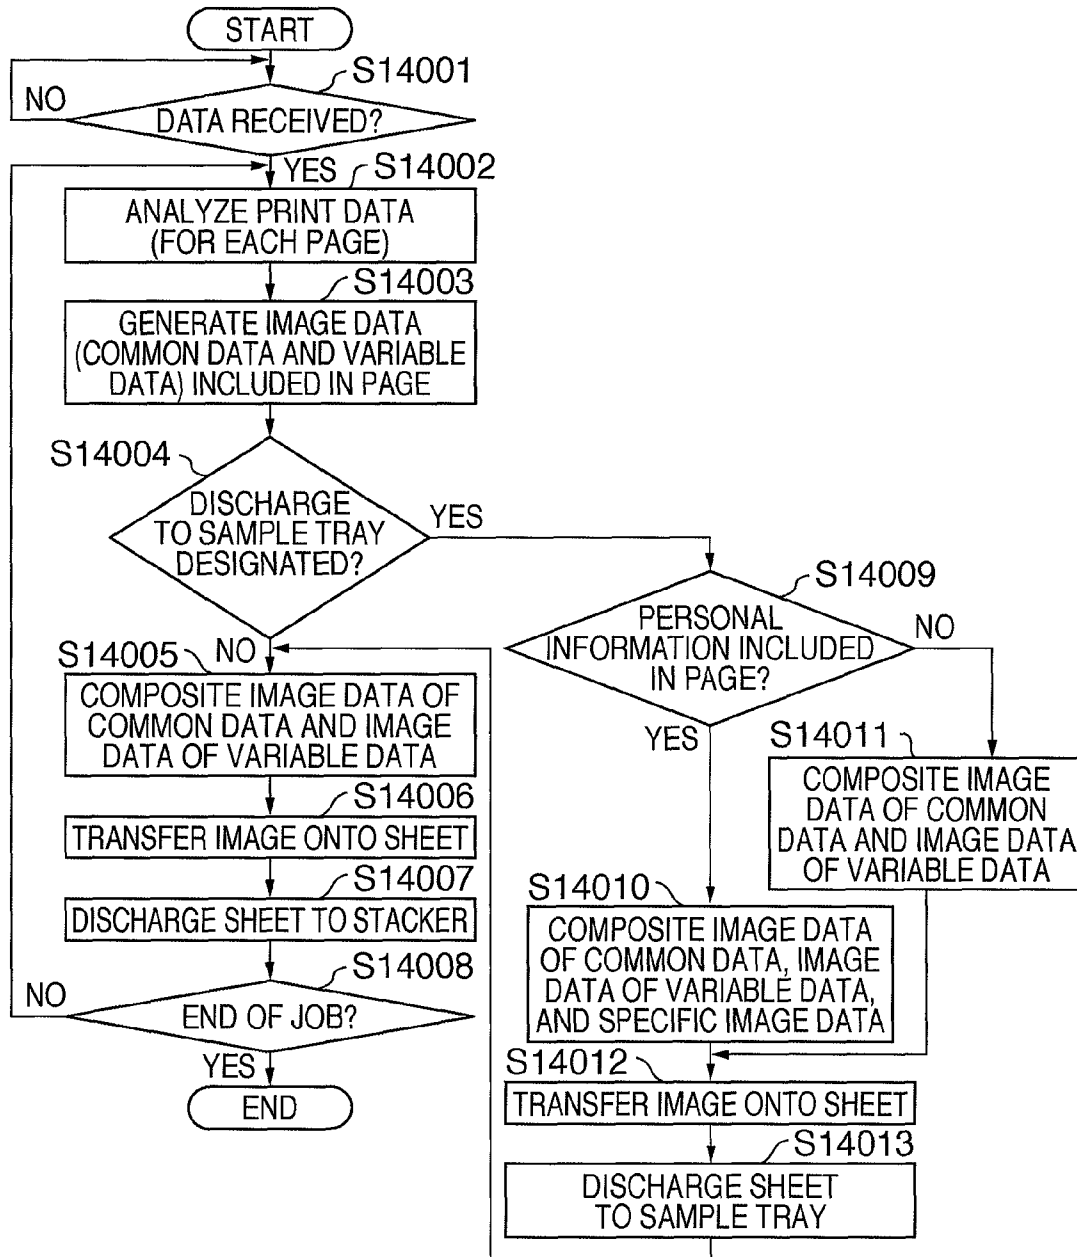 START
S14001
NO
DATA RECEIVED?
YES
S14002
ANALYZE PRINT DATA
(FOR EACH PAGE)
S14003
GENERATE IMAGE DATA
(COMMON DATA AND VARIABLE
DATA) INCLUDED IN PAGE
S14004
DISCHARGE
TO SAMPLE TRAY
DESIGNATED?
YES
NO
S14005
COMPOSITE IMAGE DATA OF
COMMON DATA AND IMAGE
DATA OF VARIABLE DATA
S14006
TRANSFER IMAGE ONTO SHEET
S14007
DISCHARGE SHEET TO STACKER
S14008
NO
END OF JOB?
YES
END
S14009
PERSONAL
INFORMATION INCLUDED
IN PAGE?
NO
YES
S14011
COMPOSITE IMAGE
DATA OF COMMON
DATA AND IMAGE DATA
OF VARIABLE DATA
S14010
COMPOSITE IMAGE DATA
OF COMMON DATA, IMAGE
DATA OF VARIABLE DATA,
AND SPECIFIC IMAGE DATA
S14012
TRANSFER IMAGE ONTO SHEET
S14013
DISCHARGE SHEET
TO SAMPLE TRAY